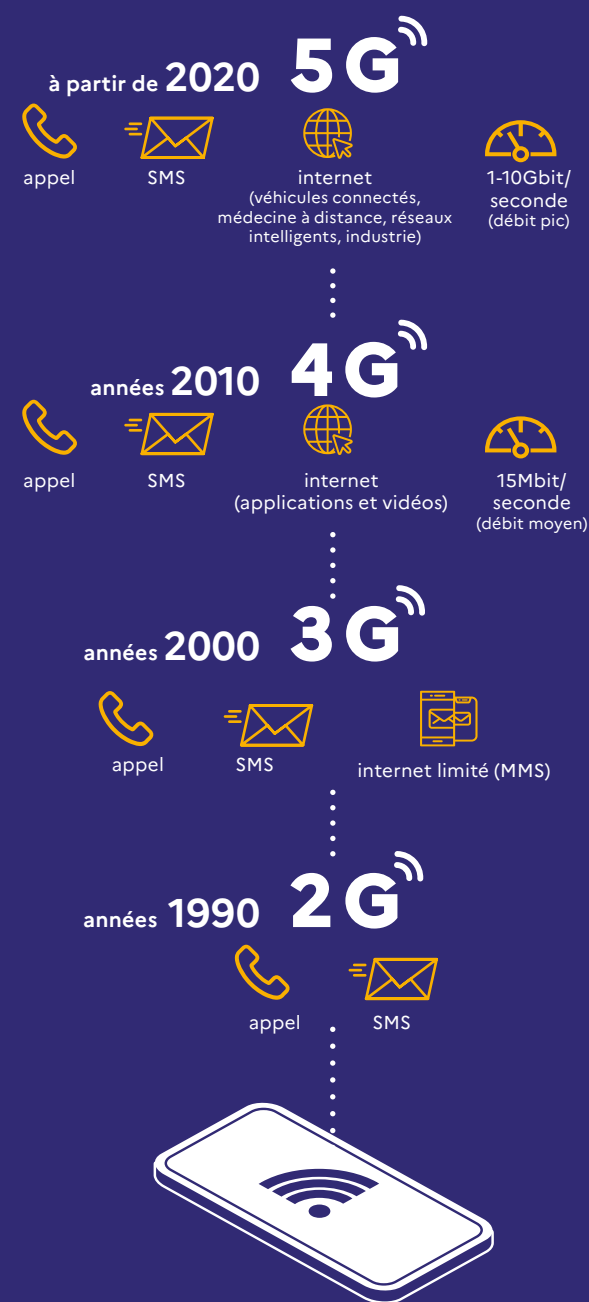 à partir de 2020 5G
appel
SMS
internet
(véhicules connectés,
médecine à distance, réseaux
intelligents, industrie)
1-10Gbit/
seconde
(débit pic)
années 2010 4G
appel
SMS
internet
(applications et vidéos)
15Mbit/
seconde
(débit moyen)
années 2000 3G
appel
SMS
internet limité (MMS)
années 1990 2G
appel
SMS